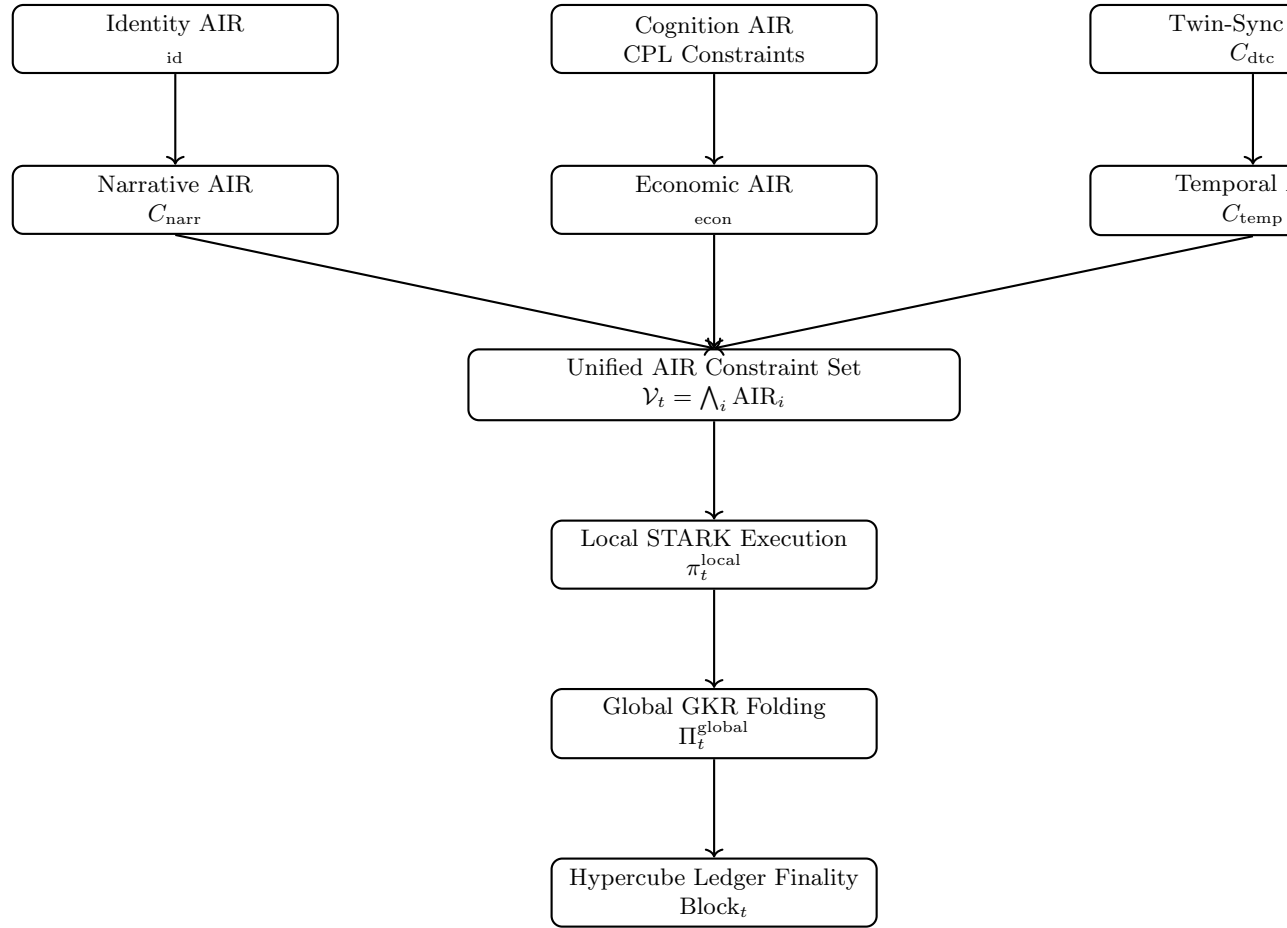 Identity AIR
id
Cognition AIR
CPL Constraints
Twin-Sync
C_dtc
Narrative AIR
C_narr
Economic AIR
econ
Temporal
C_temp
Unified AIR Constraint Set
𝒱_t = ⋀_i AIR_i
Local STARK Execution
π_t^local
Global GKR Folding
Π_t^global
Hypercube Ledger Finality
Block_t